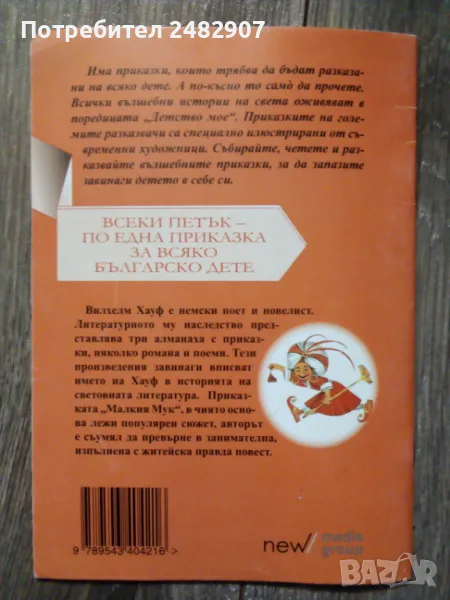 Потребител 2482907
Има приказки, които трябва да бъдат разказа-
ни на всяко дете. А по-късно то само̀ да прочете.
Всички вълшебни истории на света оживяват в
поредицата „Детство мое“. Приказките на голе-
мите разказвачи са специално илюстрирани от съ-
временни художници. Събирайте, четете и раз-
казвайте вълшебните приказки, за да запазите
завинаги детето в себе си.
ВСЕКИ ПЕТЪК –
ПО ЕДНА ПРИКАЗКА
ЗА ВСЯКО
БЪЛГАРСКО ДЕТЕ
Вилхелм Хауф е немски поет и новелист.
Литературното му наследство пред-
ставлява три алманаха с приказ-
ки, няколко романа и поеми. Тези
произведения завинаги вписват
името на Хауф в историята на
световната литература. Приказ-
ката „Малкия Мук“, в чиято осно-
ва лежи популярен сюжет, авторът
е съумял да превърне в занимателна,
изпълнена с житейска правда повест.
9 789543 404216 >
new/ media
group
BAZAR